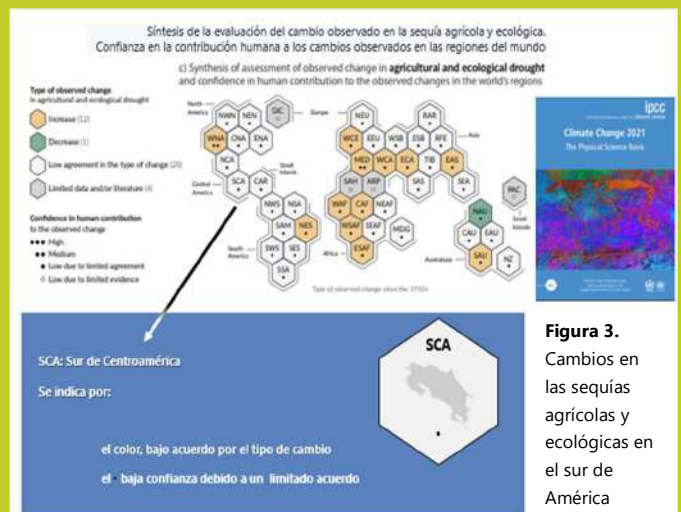 Síntesis de la evaluación del cambio observado en la sequía agrícola y ecológica.
Confianza en la contribución humana a los cambios observados en las regiones del mundo
c) Synthesis of assessment of observed change in agricultural and ecological drought
and confidence in human contribution to the observed changes in the world's regions
Type of observed change
in agricultural and ecological drought
Increase (12)
Decrease (1)
Low agreement in the type of change (28)
Limited data and/or literature (4)
Confidence in human contribution
to the observed change
••• High
•• Medium
• Low due to limited agreement
○ Low due to limited evidence
North America
NWN NEN
WNA CNA ENA
NCA
Central America
SCA CAR
Small Islands
NWS NSA
SAM NES
South America
SWS SES
SSA
GIC
Europe
NEU RAR
WCE EEU WSB ESB RFE
Asia
MED WCA ECA TIB EAS
SAH ARP SAS SEA
WAF CAF NEAF
WSAF SEAF MDG
Africa
ESAF
PAC
Small Islands
NAU
CAU EAU
Australasia
SAU NZ
Type of observed change since the 1950s
ipcc
Climate Change 2021
The Physical Science Basis
SCA: Sur de Centroamérica
Se indica por:
el color, bajo acuerdo por el tipo de cambio
el • baja confianza debido a un limitado acuerdo
SCA
Figura 3.
Cambios en
las sequías
agrícolas y
ecológicas en
el sur de
América